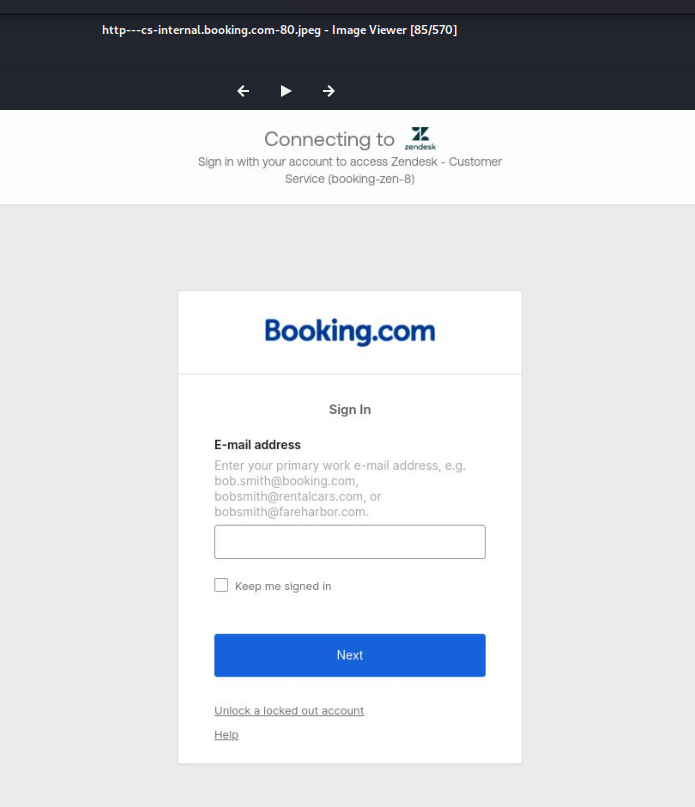 http---cs-internal.booking.com-80.jpeg - Image Viewer [85/570]
Connecting to zendesk
Sign in with your account to access Zendesk - Customer
Service (booking-zen-8)
Booking.com
Sign In
E-mail address
Enter your primary work e-mail address, e.g.
bob.smith@booking.com,
bobsmith@rentalcars.com, or
bobsmith@fareharbor.com.
Keep me signed in
Next
Unlock a locked out account
Help